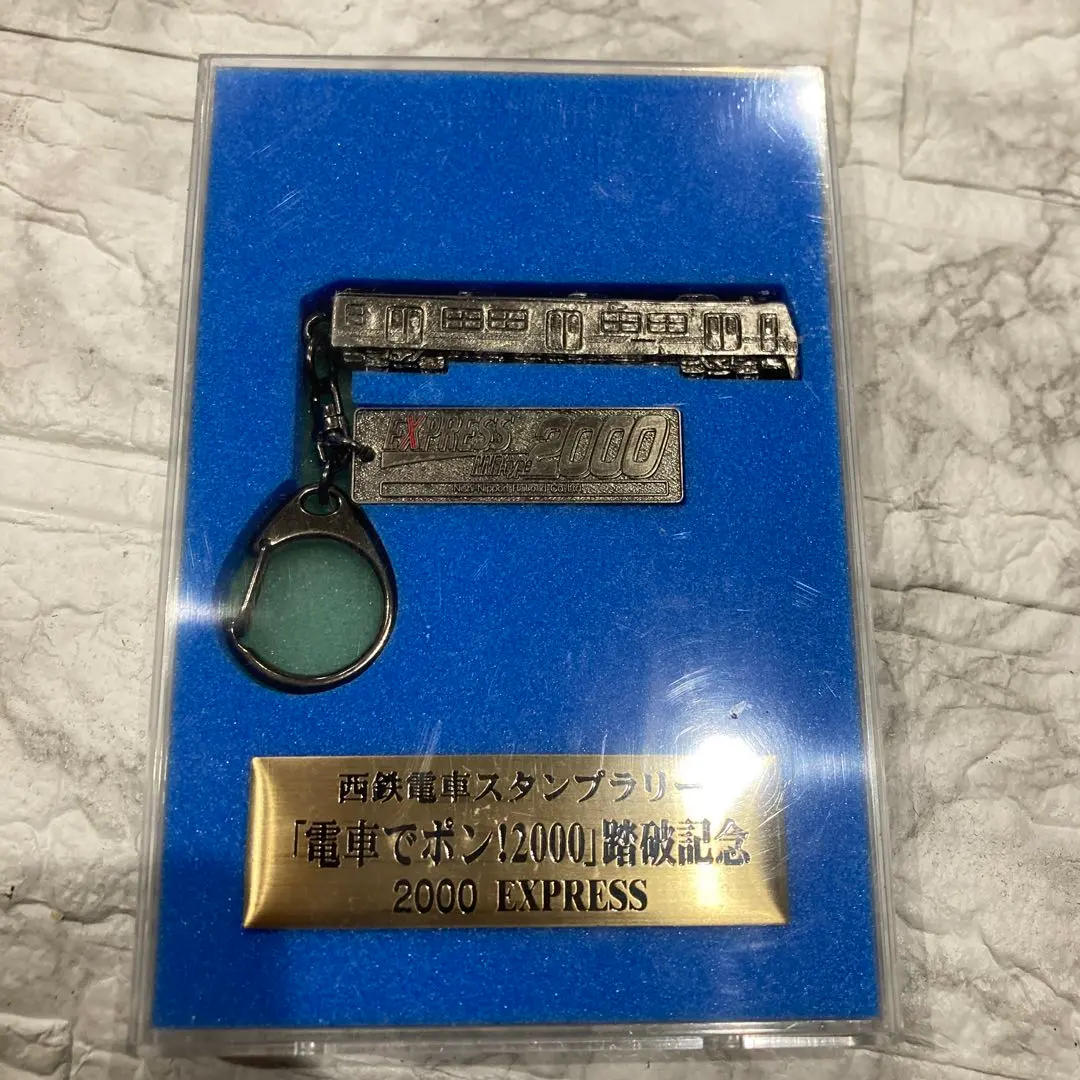 EXPRESS
type 2000
西鉄電車スタンプラリー
「電車でポン!2000」踏破記念
2000 EXPRESS